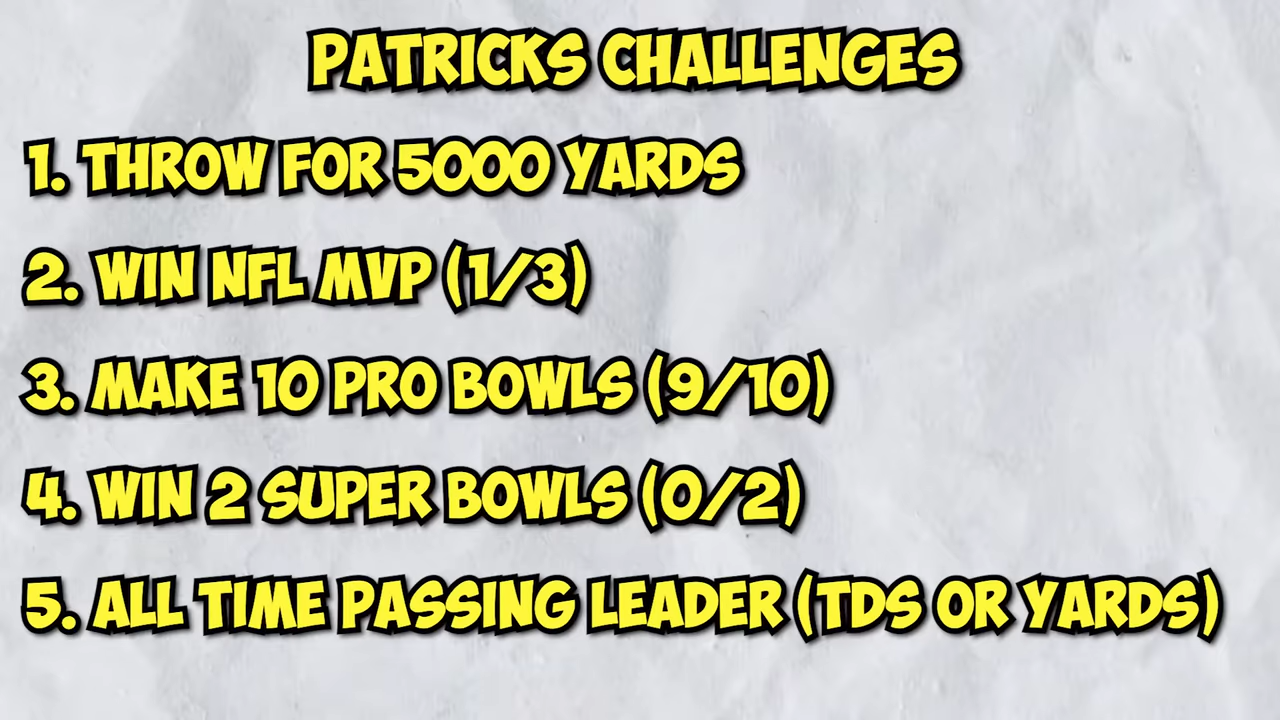 PATRICKS CHALLENGES
1. THROW FOR 5000 YARDS
2. WIN NFL MVP (1/3)
3. MAKE 10 PRO BOWLS (9/10)
4. WIN 2 SUPER BOWLS (0/2)
5. ALL TIME PASSING LEADER (TDS OR YARDS)